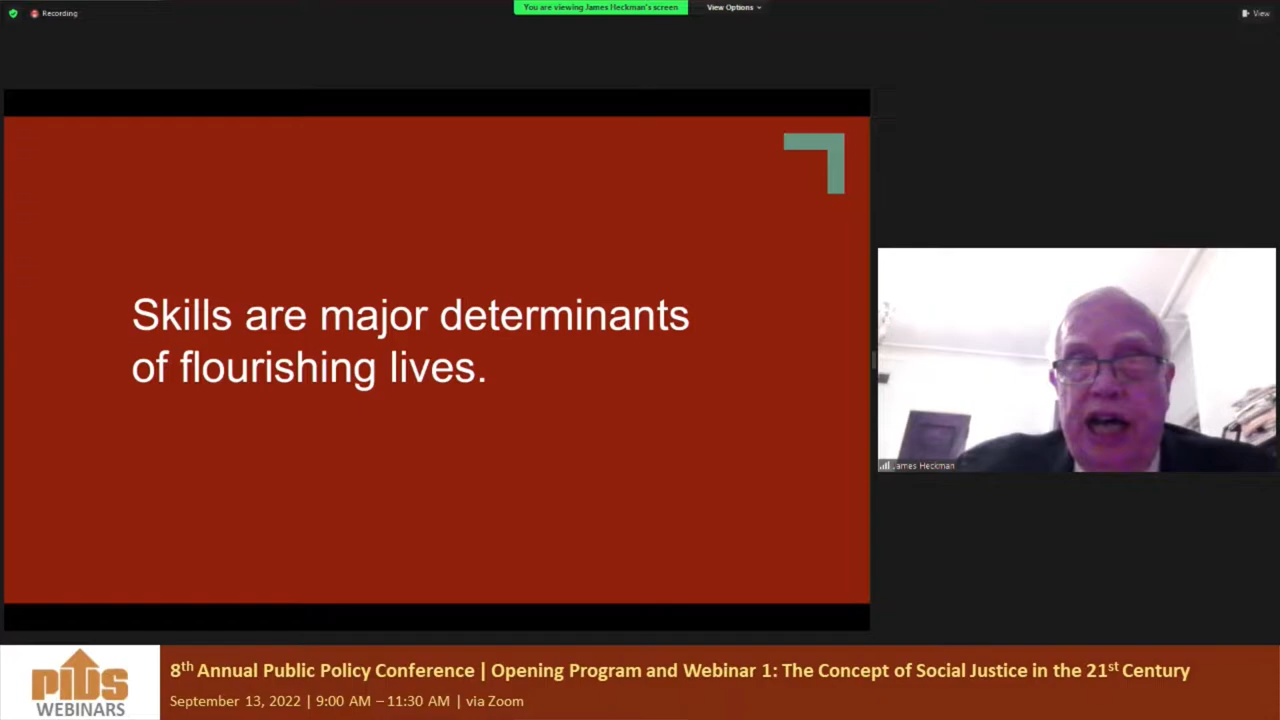 Recording
You are viewing James Heckman's screen
View Options
View
Skills are major determinants
of flourishing lives.
James Heckman
PIDS
WEBINARS
8th Annual Public Policy Conference | Opening Program and Webinar 1: The Concept of Social Justice in the 21st Century
September 13, 2022 | 9:00 AM – 11:30 AM | via Zoom